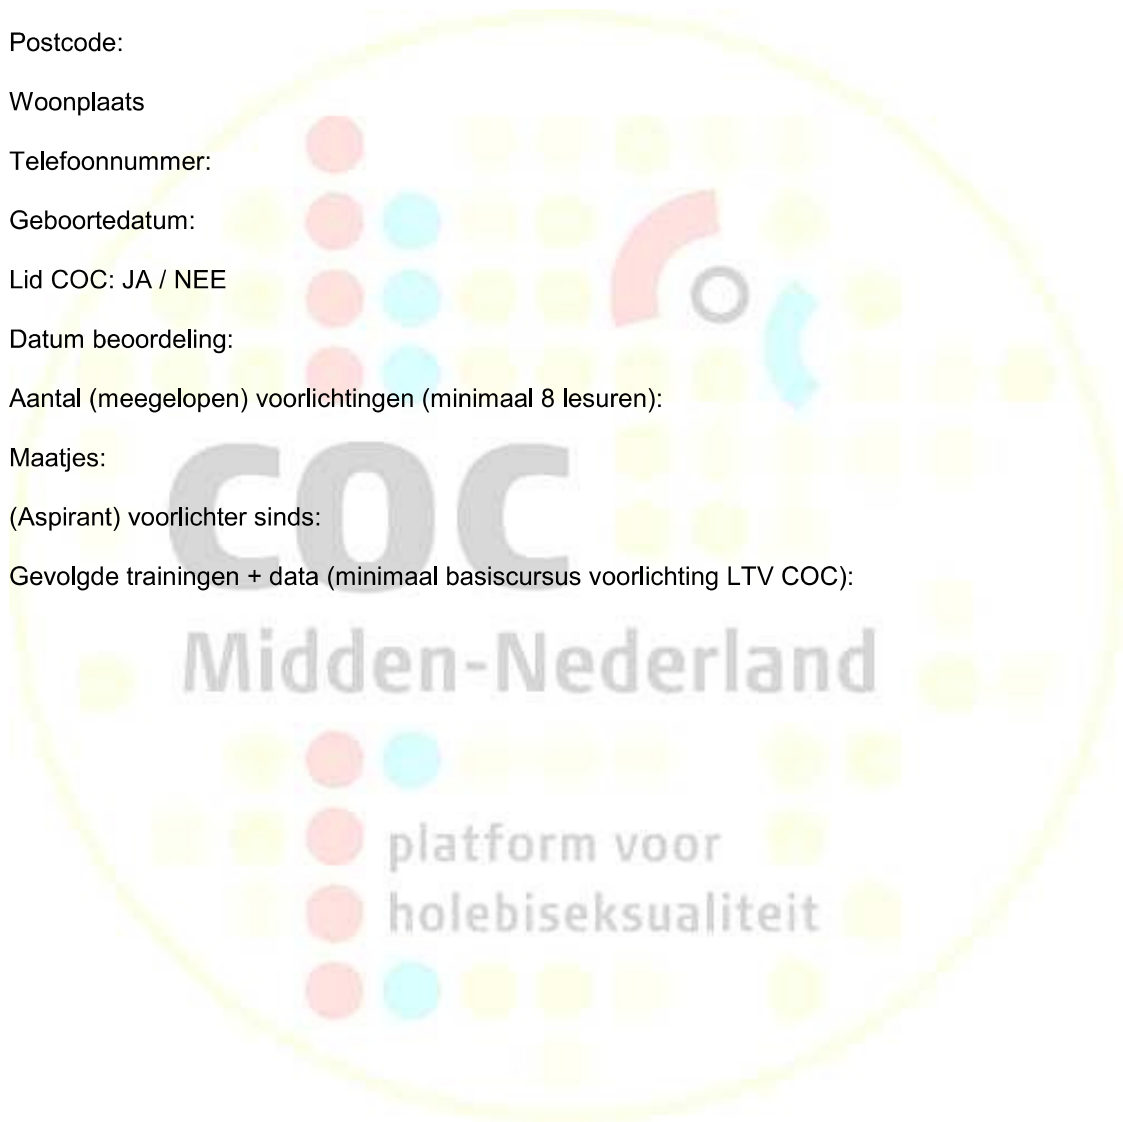 Postcode:
Woonplaats
Telefoonnummer:
Geboortedatum:
Lid COC: JA / NEE
Datum beoordeling:
Aantal (meegelopen) voorlichtingen (minimaal 8 lesuren):
Maatjes:
(Aspirant) voorlichter sinds:
Gevolgde trainingen + data (minimaal basiscursus voorlichting LTV COC):
COC
Midden-Nederland
platform voor
holebiseksualiteit